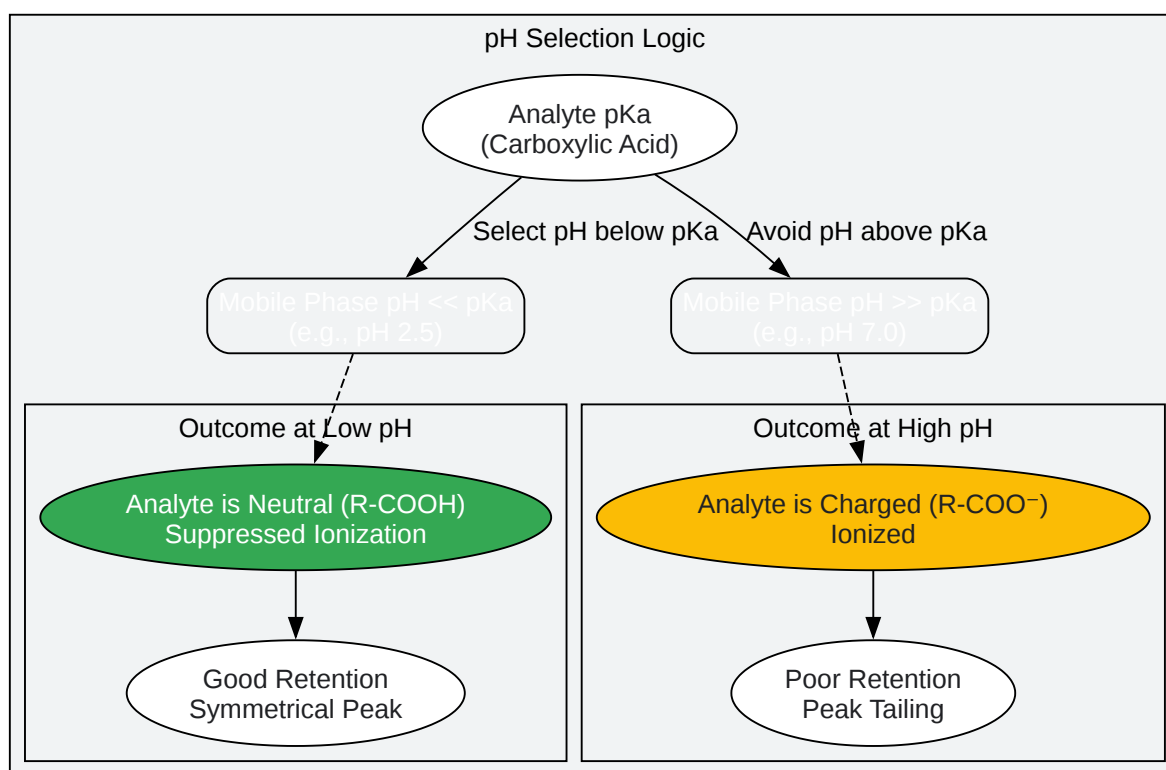 pH Selection Logic
Analyte pKa
(Carboxylic Acid)
Select pH below pKa
Avoid pH above pKa
Mobile Phase pH << pKa
(e.g., pH 2.5)
Mobile Phase pH >> pKa
(e.g., pH 7.0)
Outcome at Low pH
Analyte is Neutral (R-COOH)
Suppressed Ionization
Good Retention
Symmetrical Peak
Outcome at High pH
Analyte is Charged (R-COO⁻)
Ionized
Poor Retention
Peak Tailing